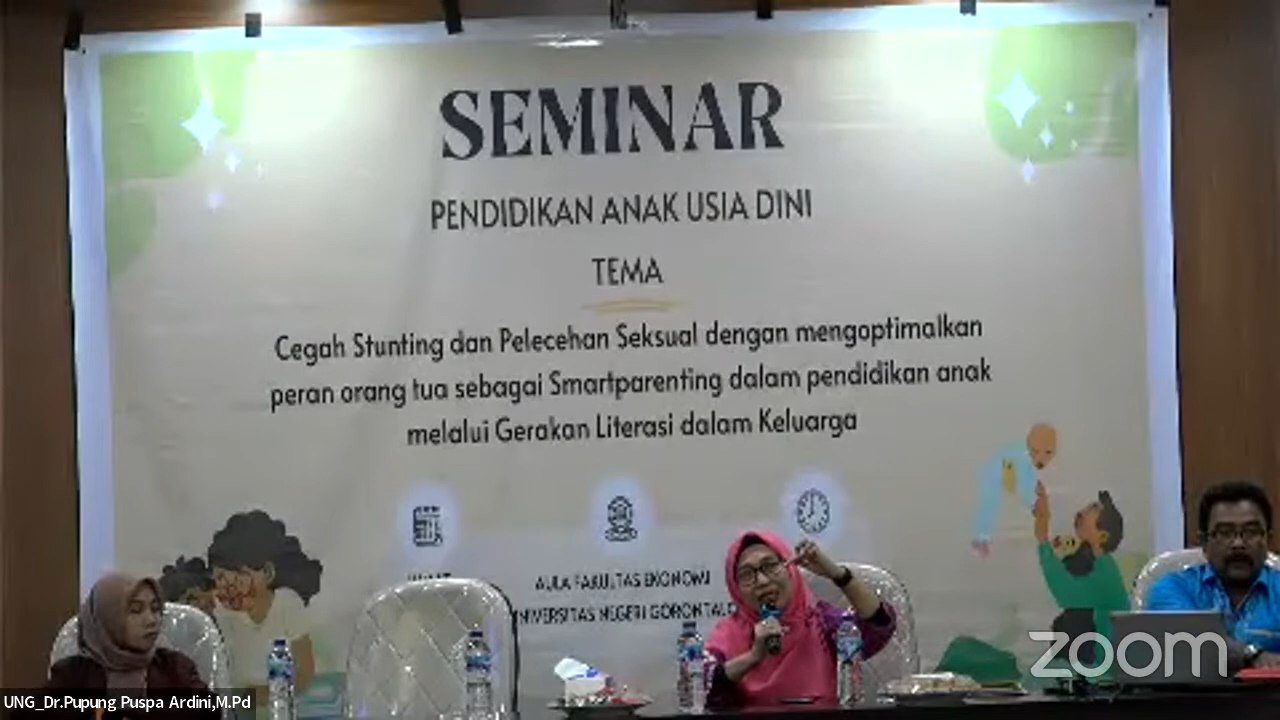 SEMINAR
PENDIDIKAN ANAK USIA DINI
TEMA
Cegah Stunting dan Pelecehan Seksual dengan mengoptimalkan
peran orang tua sebagai Smartparenting dalam pendidikan anak
melalui Gerakan Literasi dalam Keluarga
AULA FAKULTAS EKONOMI
UNIVERSITAS NEGERI GORONTALO
zoom
UNG_Dr.Pupung Puspa Ardini,M.Pd